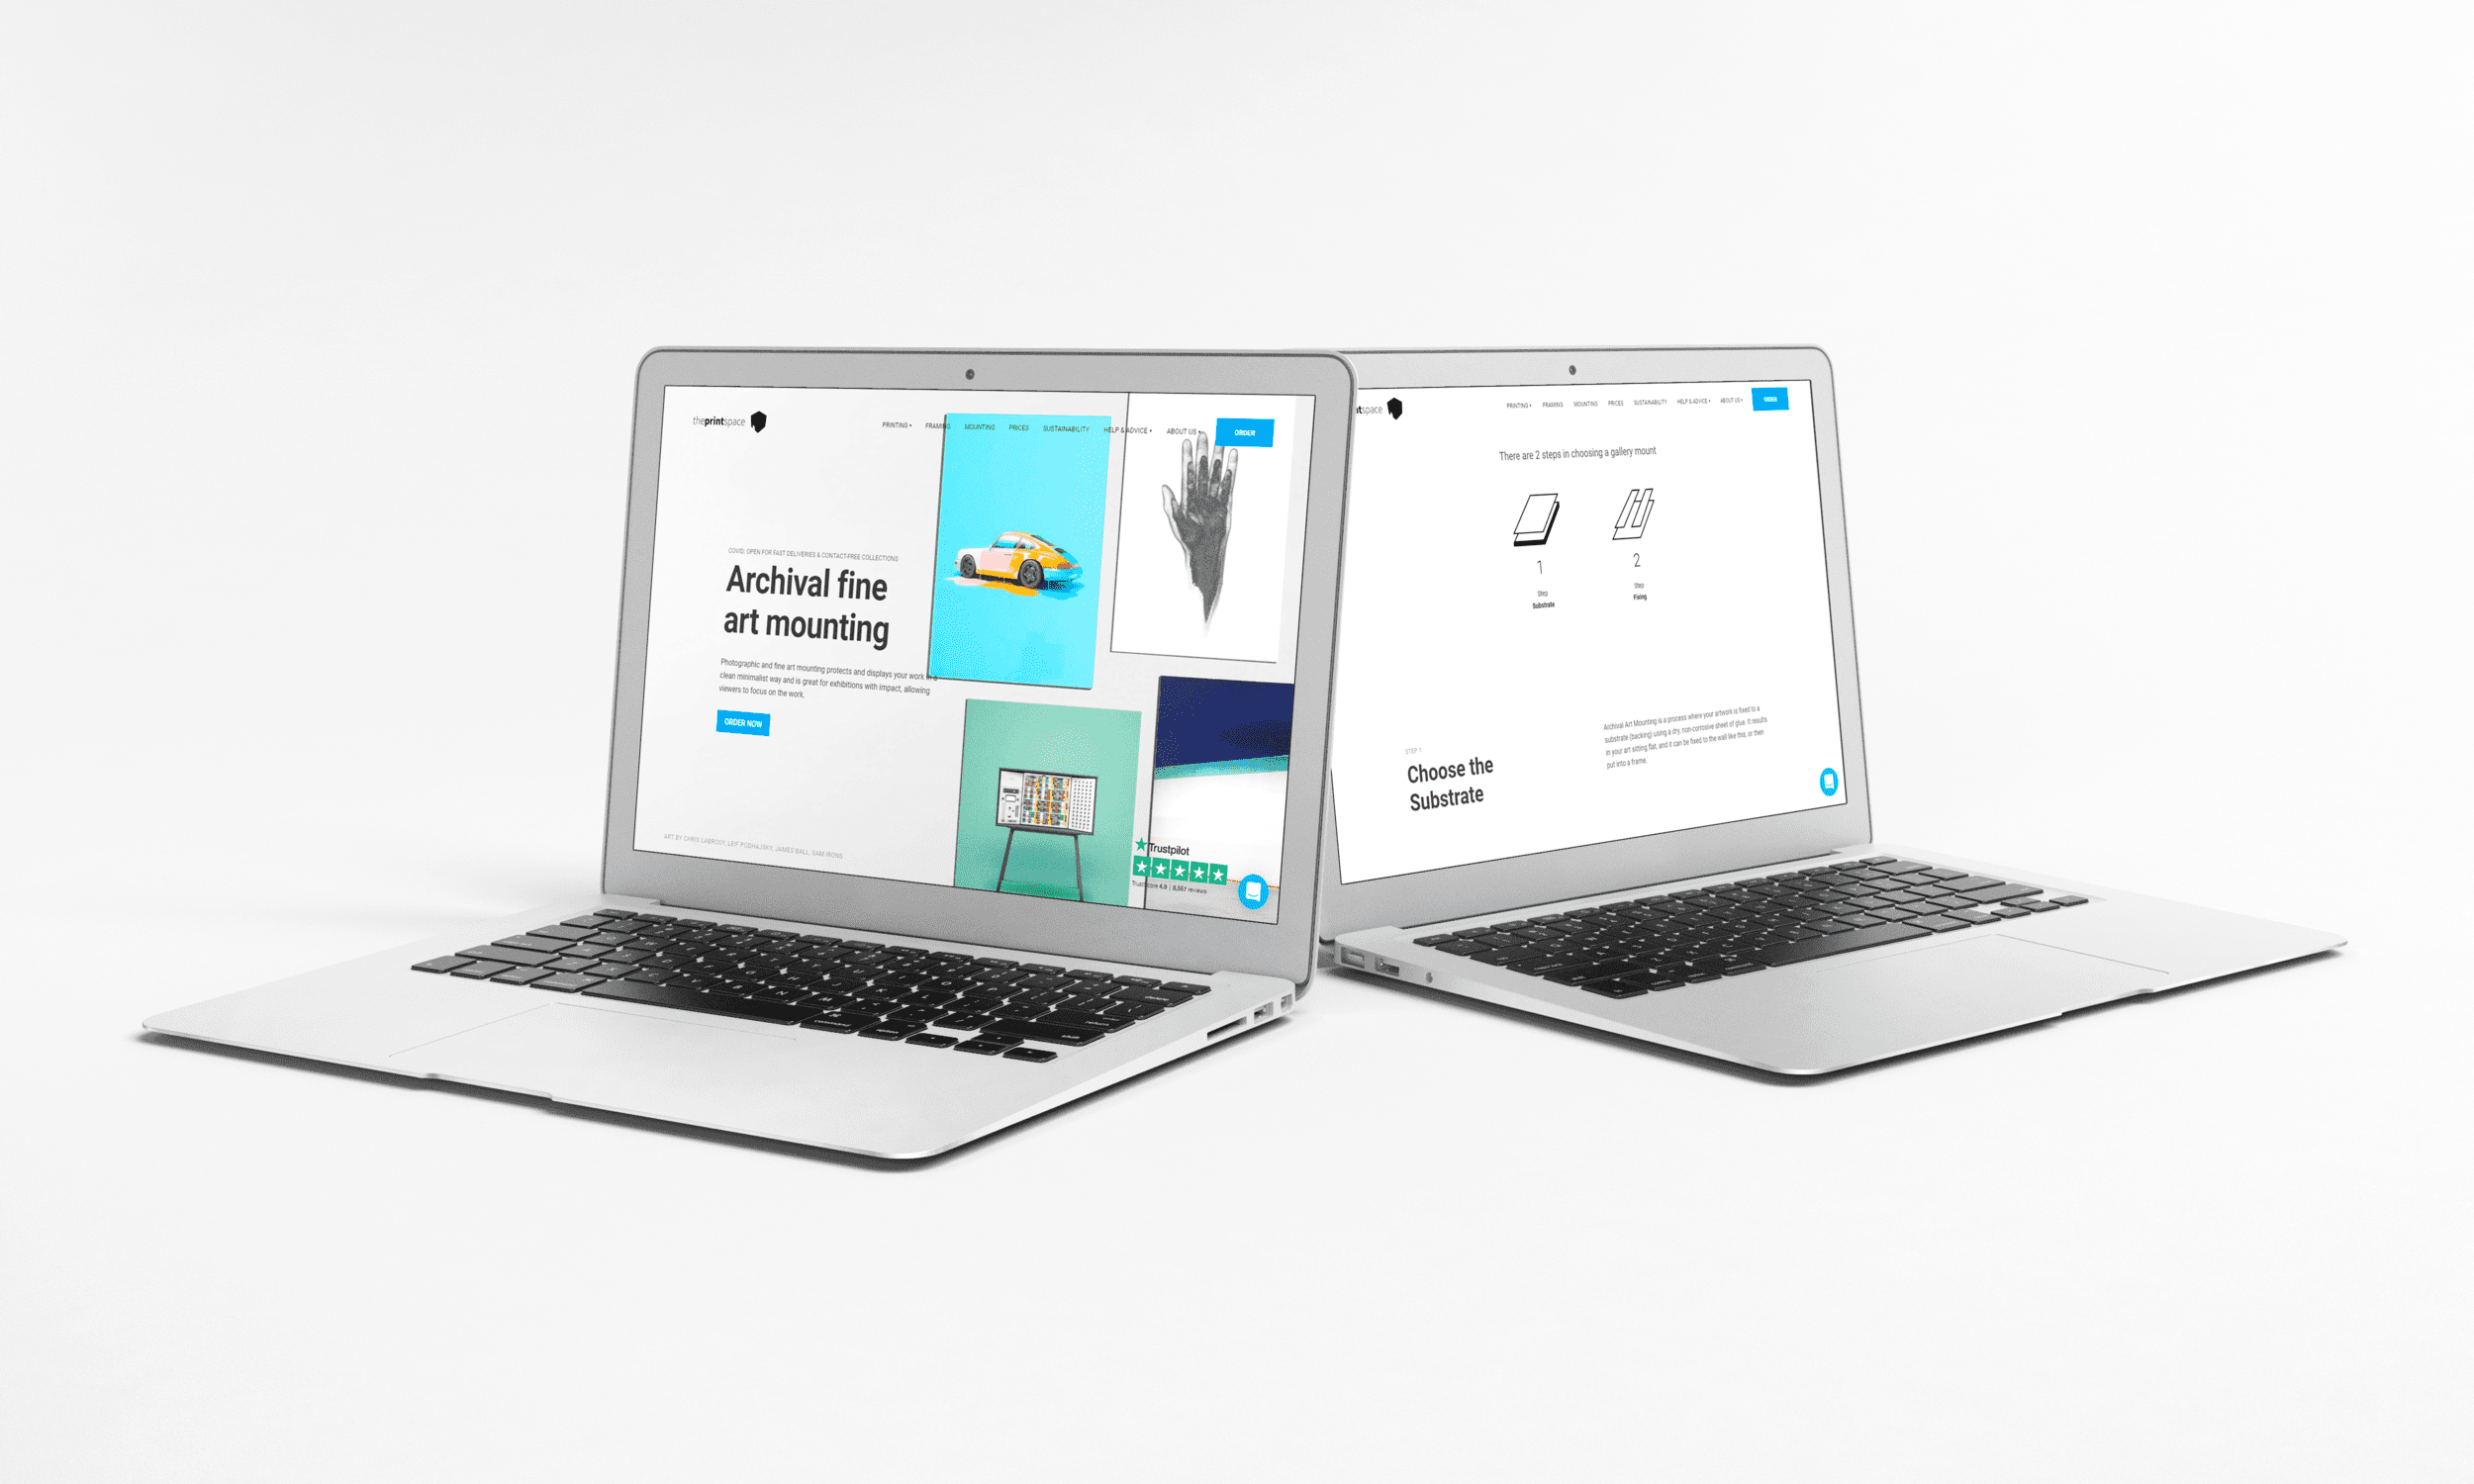 theprintspace
PRINTING FRAMING MOUNTING PRICES SUSTAINABILITY HELP & ADVICE ABOUT US ORDER
COVID: OPEN FOR FAST DELIVERIES & CONTACT-FREE COLLECTIONS
Archival fine
art mounting
Photographic and fine art mounting protects and displays your work in a
clean minimalist way and is great for exhibitions with impact, allowing
viewers to focus on the work.
ORDER NOW
ART BY CHRIS LABROOY, LEIF PODHAJSKY, JAMES BALL, SAM IRONS
Trustpilot
TrustScore 4.9 | 8,557 reviews
ntspace
PRINTING FRAMING MOUNTING PRICES SUSTAINABILITY HELP & ADVICE ABOUT US ORDER
There are 2 steps in choosing a gallery mount
1 2
Step Step
Substrate Fixing
STEP 1
Choose the
Substrate
Archival Art Mounting is a process where your artwork is fixed to a
substrate (backing) using a dry, non-corrosive sheet of glue. It results
in your art sitting flat, and it can be fixed to the wall like this, or then
put into a frame.